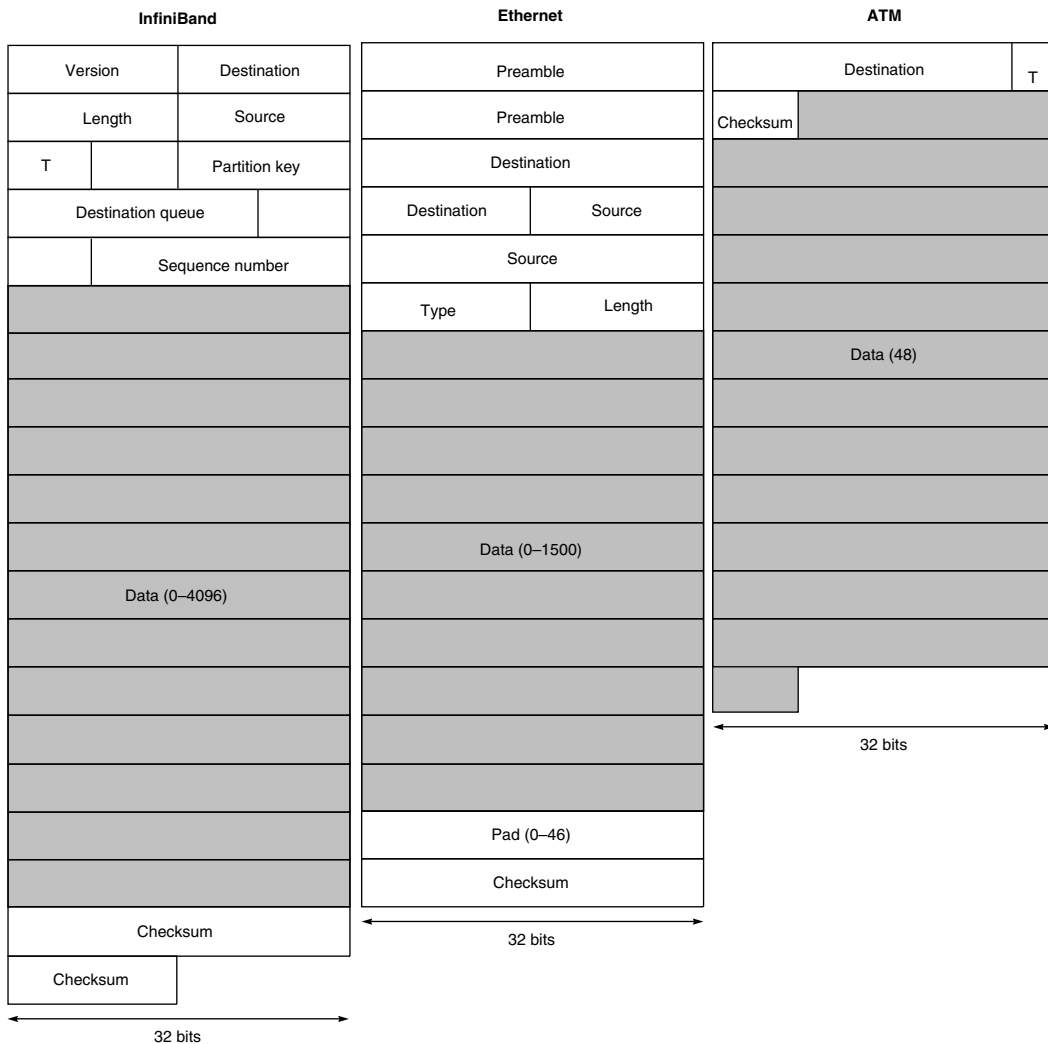 InfiniBand
Version
Destination
Length
Source
T
Partition key
Destination queue
Sequence number
Data (0–4096)
Checksum
Checksum
32 bits
Ethernet
Preamble
Preamble
Destination
Destination
Source
Source
Type
Length
Data (0–1500)
Pad (0–46)
Checksum
32 bits
ATM
Destination
T
Checksum
Data (48)
32 bits